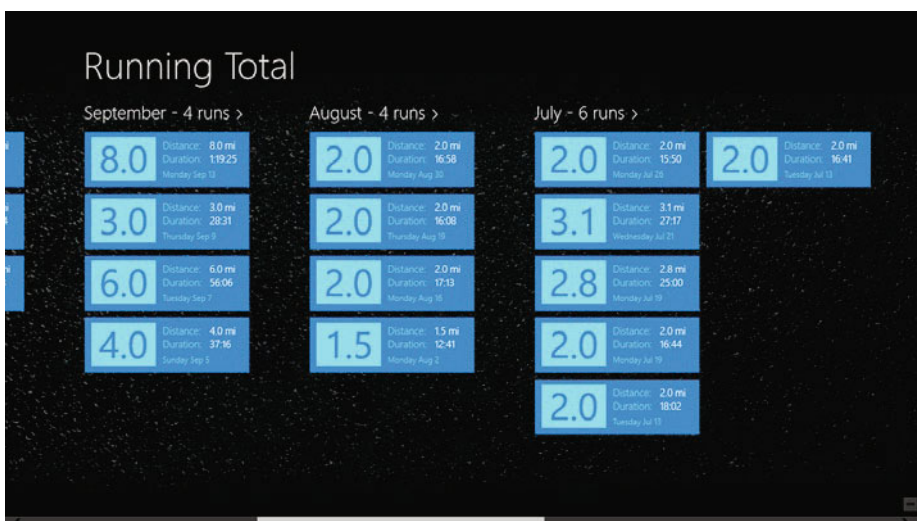 Running Total
September - 4 runs >
8.0
Distance: 8.0 mi
Duration: 1:19:25
Monday Sep 13
3.0
Distance: 3.0 mi
Duration: 28:31
Thursday Sep 9
6.0
Distance: 6.0 mi
Duration: 56:06
Tuesday Sep 7
4.0
Distance: 4.0 mi
Duration: 37:16
Sunday Sep 5
August - 4 runs >
2.0
Distance: 2.0 mi
Duration: 16:58
Monday Aug 30
2.0
Distance: 2.0 mi
Duration: 16:08
Thursday Aug 19
2.0
Distance: 2.0 mi
Duration: 17:13
Monday Aug 16
1.5
Distance: 1.5 mi
Duration: 12:41
Monday Aug 2
July - 6 runs >
2.0
Distance: 2.0 mi
Duration: 15:50
Monday Jul 26
3.1
Distance: 3.1 mi
Duration: 27:17
Wednesday Jul 21
2.8
Distance: 2.8 mi
Duration: 25:00
Monday Jul 19
2.0
Distance: 2.0 mi
Duration: 16:44
Monday Jul 19
2.0
Distance: 2.0 mi
Duration: 18:02
Tuesday Jul 13
2.0
Distance: 2.0 mi
Duration: 16:41
Tuesday Jul 13